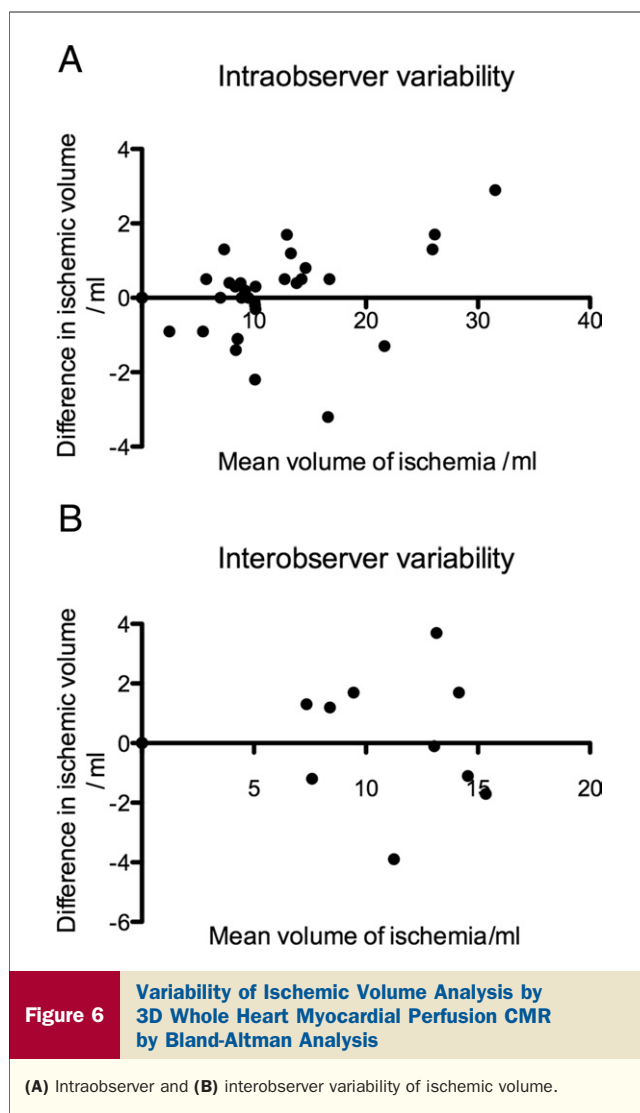 A
Intraobserver variability
Difference in ischemic volume
/ ml
4
2
0
-2
-4
10
20
30
40
Mean volume of ischemia /ml
B
Interobserver variability
Difference in ischemic volume
/ ml
4
2
0
-2
-4
-6
5
10
15
20
Mean volume of ischemia/ml
Figure 6
Variability of Ischemic Volume Analysis by
3D Whole Heart Myocardial Perfusion CMR
by Bland-Altman Analysis
(A) Intraobserver and (B) interobserver variability of ischemic volume.